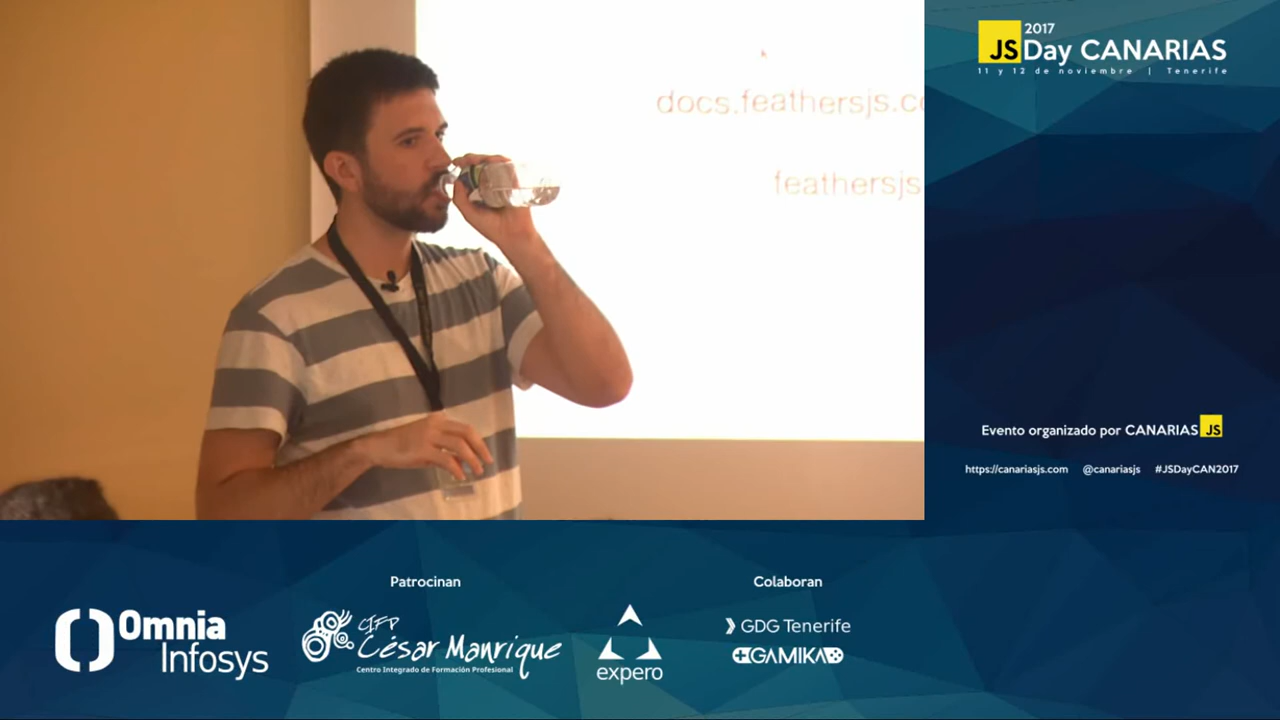 docs.feathersjs.co
feathersjs
JS
2017
Day CANARIAS
11 y 12 de noviembre | Tenerife
Evento organizado por CANARIAS JS
https://canariasjs.com @canariasjs #JSDayCAN2017
Patrocinan
Colaboran
Omnia
Infosys
CIFP
César Manrique
Centro Integrado de Formación Profesional
expero
GDG Tenerife
GAMIKA